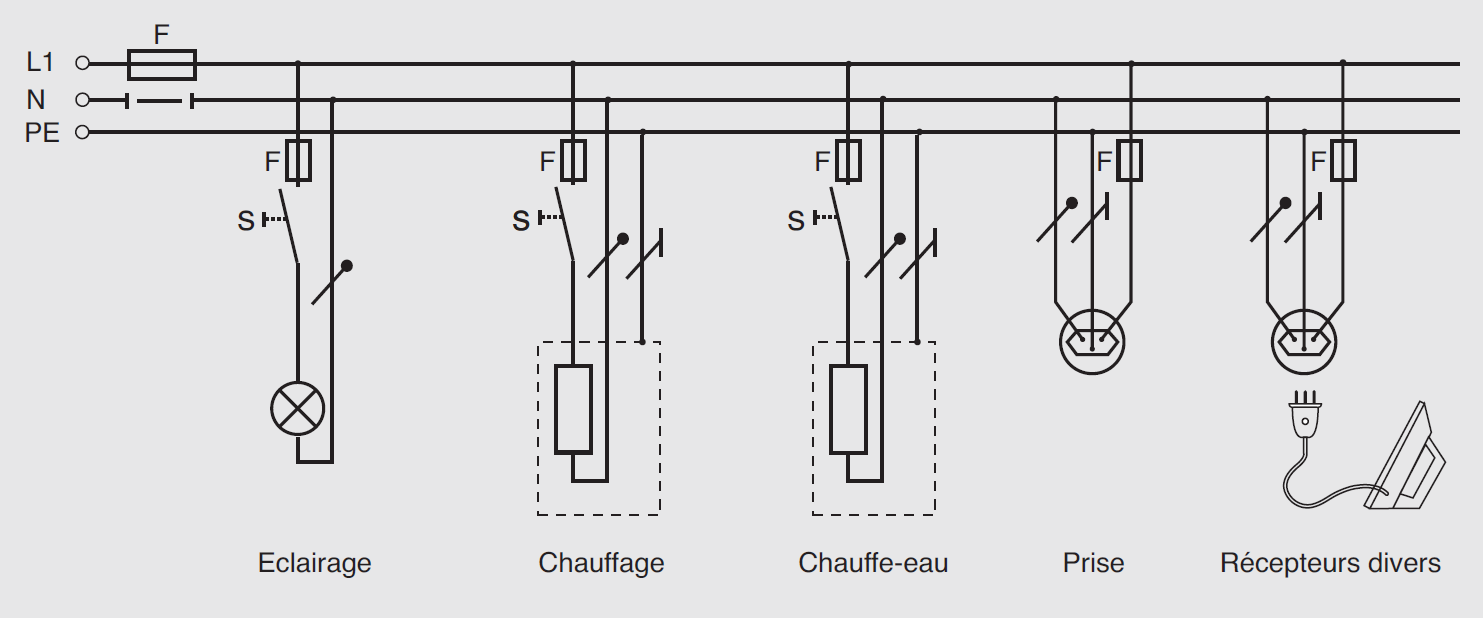 F
L1
N
PE
F
F
F
F
F
S
S
S
Eclairage
Chauffage
Chauffe-eau
Prise
Récepteurs divers